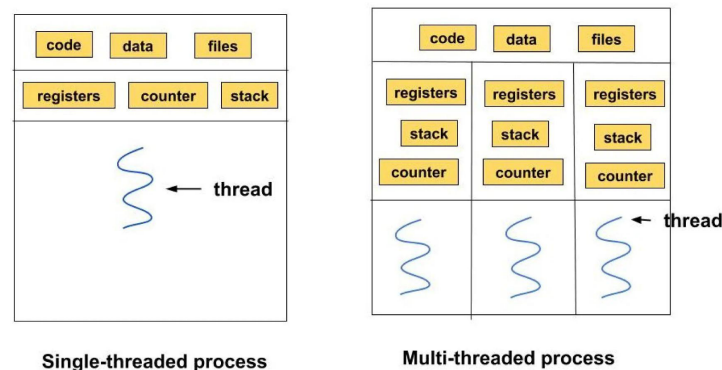 code data files
registers counter stack
thread
Single-threaded process
code data files
registers registers registers
stack stack stack
counter counter counter
thread
Multi-threaded process